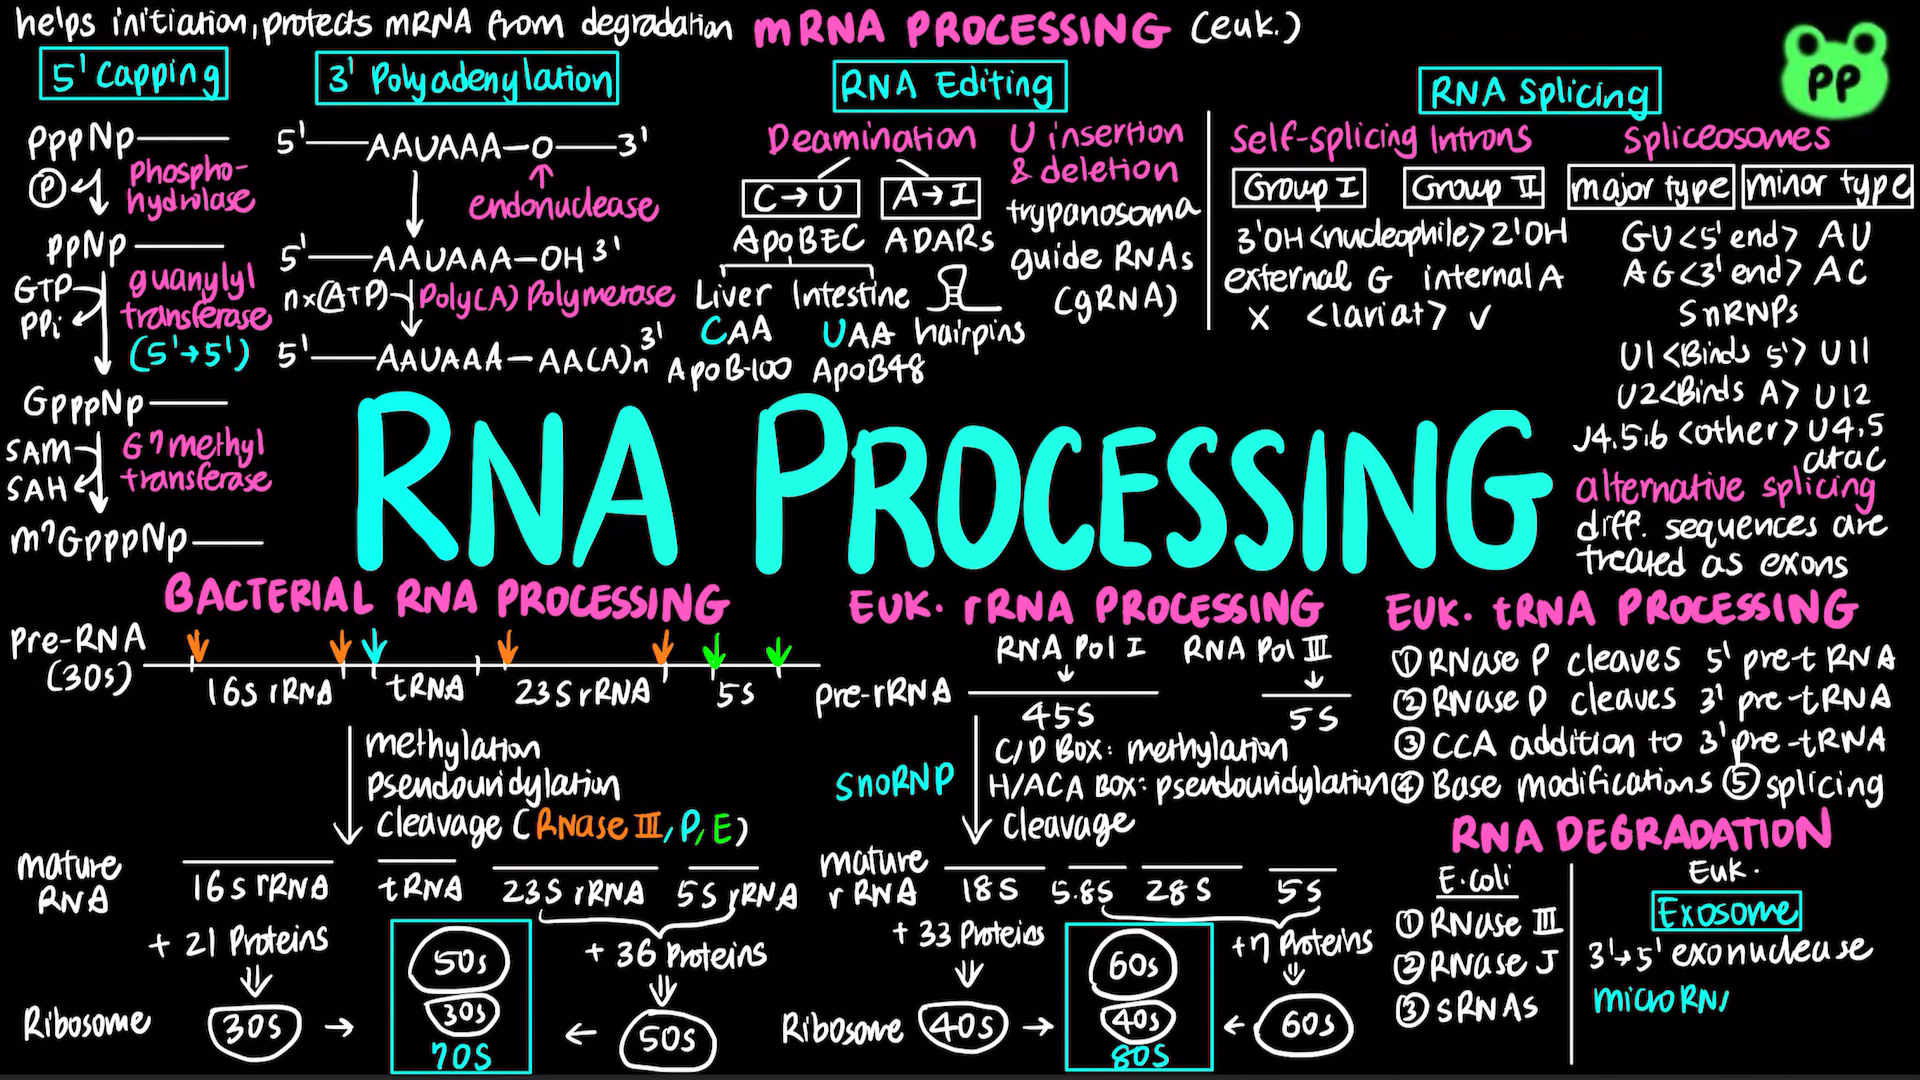 helps initiation, protects mRNA from degradation
mRNA PROCESSING (euk.)
PP
5' Capping
pppNp
P
Phospho-
hydrolase
ppNp
GTP
PPi
guanylyl
transferase
(5'→5')
GpppNp
SAM
SAH
G7 methyl
transferase
m7GpppNp
3' Polyadenylation
5' AAUAAA-O 3'
endonuclease
5' AAUAAA-OH 3'
nx(ATP)
Poly(A) Polymerase
5' AAUAAA-AA(A)n 3'
RNA Editing
Deamination
C→U
A→I
ApoBEC
ADARs
Liver
Intestine
CAA
UAA
hairpins
ApoB-100
ApoB48
U insertion
& deletion
trypanosoma
guide RNAs
(gRNA)
RNA Splicing
Self-splicing Introns
Group I
Group II
3'OH <nucleophile> 2'OH
external G internal A
X <lariat> ✓
Spliceosomes
major type
minor type
GU <5' end> AU
AG <3' end> AC
SnRNPs
U1 <Binds 5'> U11
U2 <Binds A> U12
U4.5.6 <other> U4.5
atac
alternative splicing
diff. sequences are
treated as exons
RNA PROCESSING
BACTERIAL RNA PROCESSING
Pre-RNA
(30s)
16S rRNA
tRNA
23S rRNA
5S
methylation
pseudouridylation
cleavage (RNase III, P, E)
mature
RNA
16S rRNA
tRNA
23S rRNA
5S rRNA
+ 21 Proteins
+ 36 Proteins
Ribosome
30S
→
50s
30s
70S
←
50S
EUK. rRNA PROCESSING
RNA Pol I
RNA Pol III
pre-rRNA
45S
5S
snoRNP
C/D BOX: methylation
H/ACA BOX: pseudouridylation
cleavage
mature
rRNA
18S
5.8S
28S
5S
+ 33 Proteins
+7 Proteins
Ribosome
40S
→
60s
40s
80S
←
60S
EUK. tRNA PROCESSING
① RNase P cleaves 5' pre-tRNA
② RNase D cleaves 3' pre-tRNA
③ CCA addition to 3' pre-tRNA
④ Base modifications ⑤ splicing
RNA DEGRADATION
E.coli
① RNase III
② RNase J
③ sRNAs
Euk.
Exosome
3'→5' exonuclease